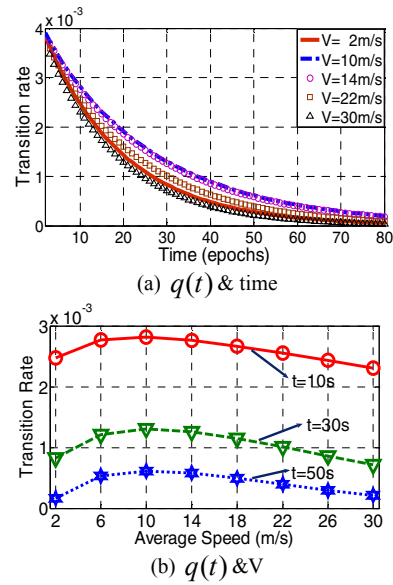 x 10^-3
4
3
2
1
0
Transition rate
V= 2m/s
V=10m/s
V=14m/s
V=22m/s
V=30m/s
10 20 30 40 50 60 70 80
Time (epochs)
(a) q(t) & time
x 10^-3
3
2
1
0
Transition Rate
t=10s
t=30s
t=50s
2 6 10 14 18 22 26 30
Average Speed (m/s)
(b) q(t) &V